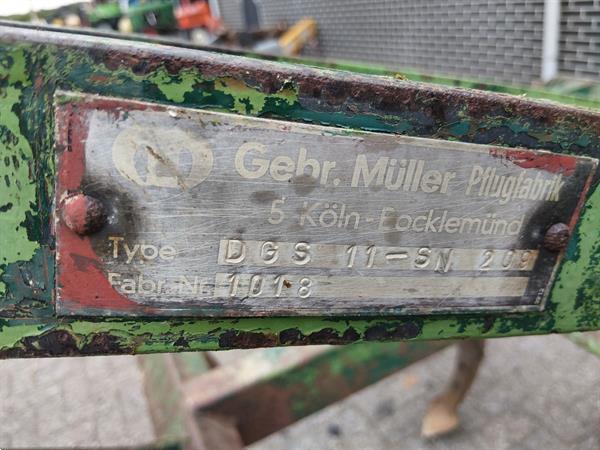 Gebr. Müller Pflugfabrik
5 Köln-Bocklemünd
Type DGS 11-SN 209
Fabr. Nr. 1018